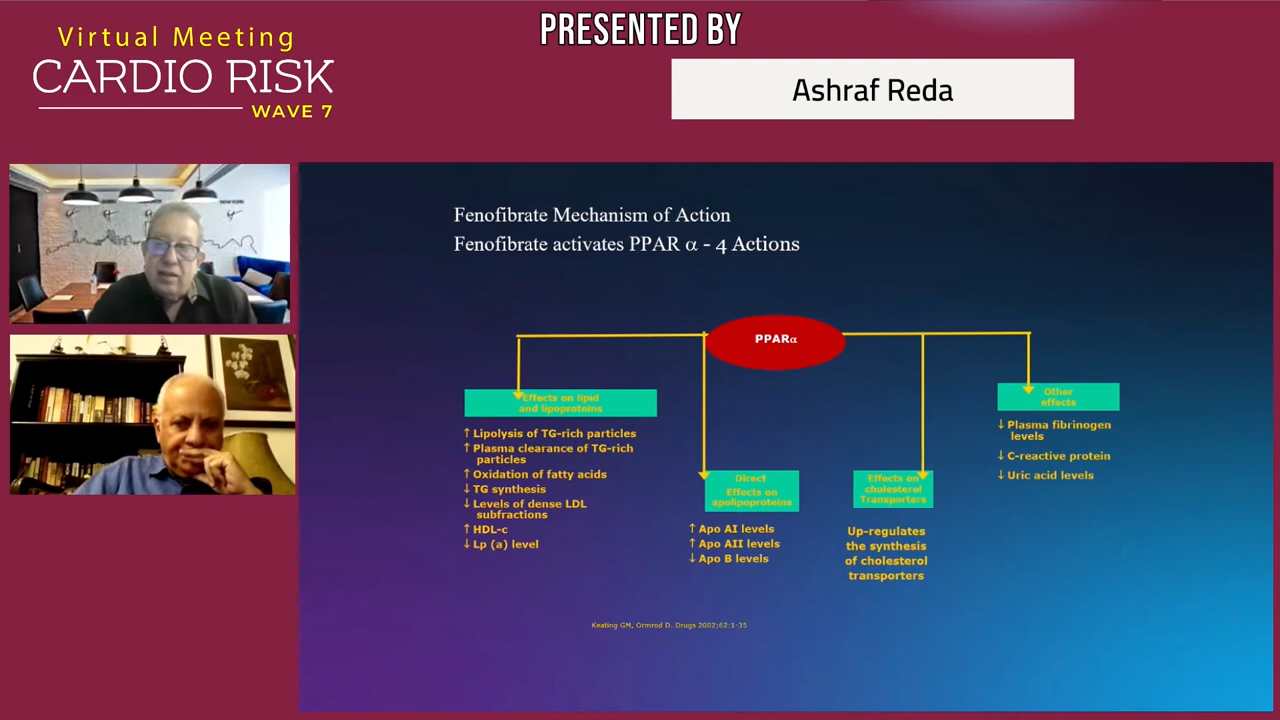 Virtual Meeting
CARDIO RISK
WAVE 7
PRESENTED BY
Ashraf Reda
NEW YORK
Fenofibrate Mechanism of Action
Fenofibrate activates PPAR α - 4 Actions
PPARα
Effects on lipid
and lipoproteins
↑ Lipolysis of TG-rich particles
↑ Plasma clearance of TG-rich
particles
↑ Oxidation of fatty acids
↓ TG synthesis
↓ Levels of dense LDL
subfractions
↑ HDL-c
↓ Lp (a) level
Direct
Effects on
apolipoproteins
↑ Apo AI levels
↑ Apo AII levels
↓ Apo B levels
Effects on
cholesterol
Transporters
Up-regulates
the synthesis
of cholesterol
transporters
Other
effects
↓ Plasma fibrinogen
levels
↓ C-reactive protein
↓ Uric acid levels
Keating GM, Ormrod D. Drugs 2002;62:1-35